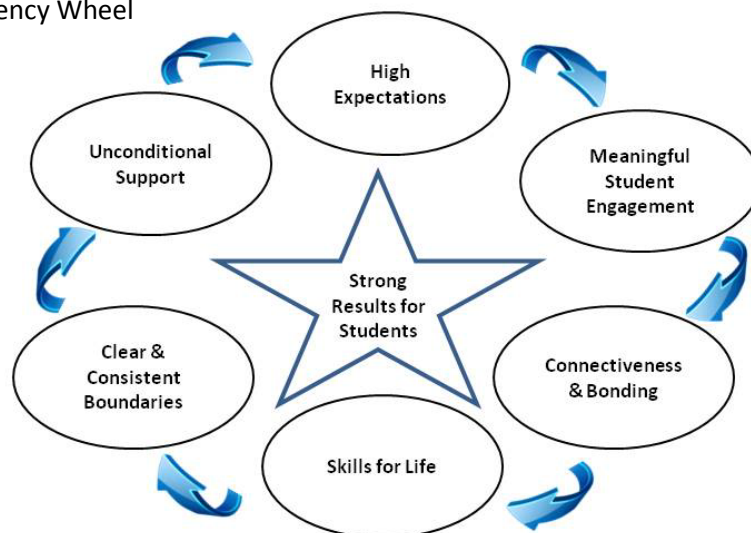 ency Wheel
High
Expectations
Meaningful
Student
Engagement
Connectiveness
& Bonding
Skills for Life
Clear &
Consistent
Boundaries
Unconditional
Support
Strong
Results for
Students